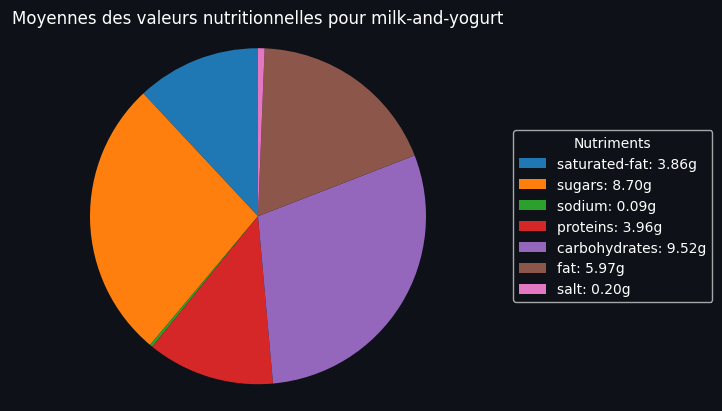 Moyennes des valeurs nutritionnelles pour milk-and-yogurt
Nutriments
saturated-fat: 3.86g
sugars: 8.70g
sodium: 0.09g
proteins: 3.96g
carbohydrates: 9.52g
fat: 5.97g
salt: 0.20g